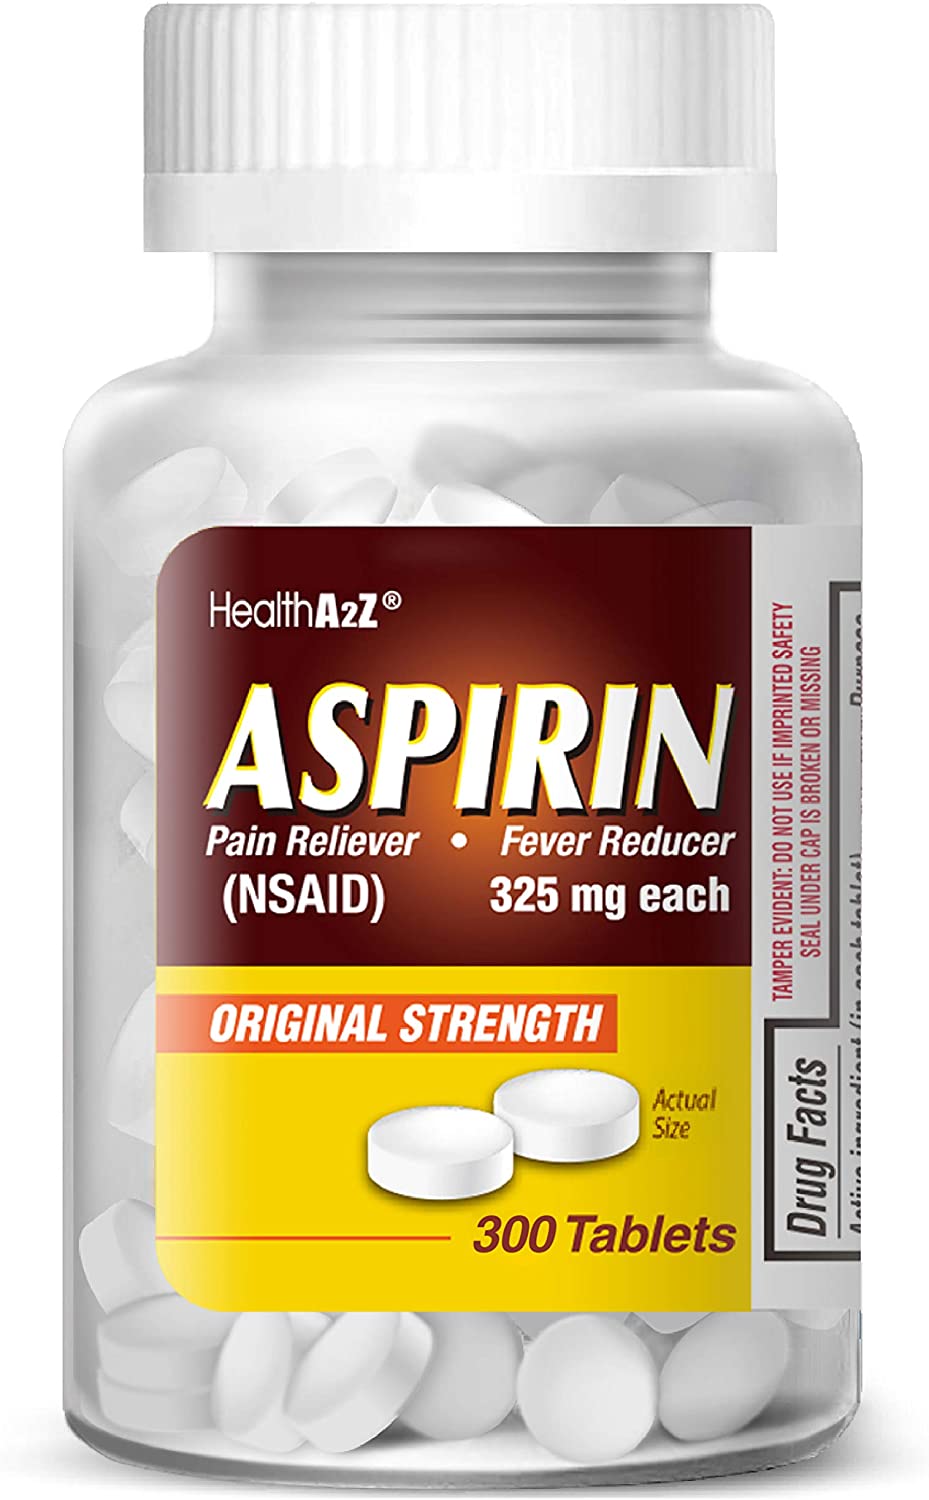 HealthA2Z®
ASPIRIN
Pain Reliever • Fever Reducer
(NSAID) 325 mg each
ORIGINAL STRENGTH
Actual
Size
300 Tablets
TAMPER EVIDENT: DO NOT USE IF IMPRINTED SAFETY
SEAL UNDER CAP IS BROKEN OR MISSING
Drug Facts